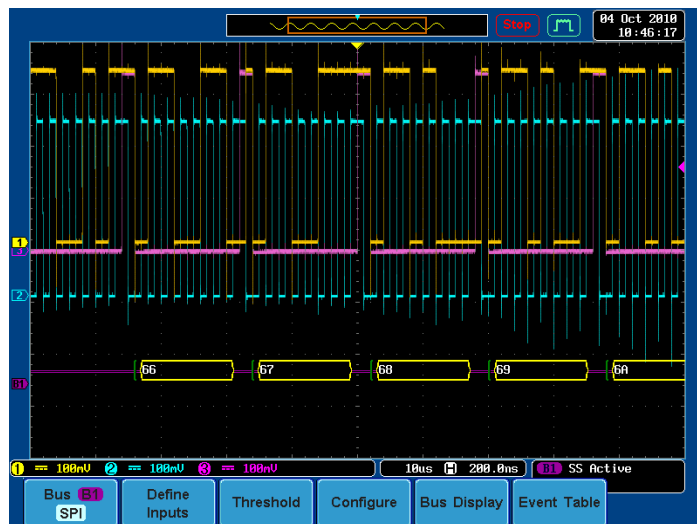 Stop
04 Oct 2010
10:46:17
1
3
2
B1
66
67
68
69
6A
1 100mV 2 100mV 3 100mV
10us H 200.0ns
B1 SS Active
Bus B1
SPI
Define
Inputs
Threshold
Configure
Bus Display
Event Table